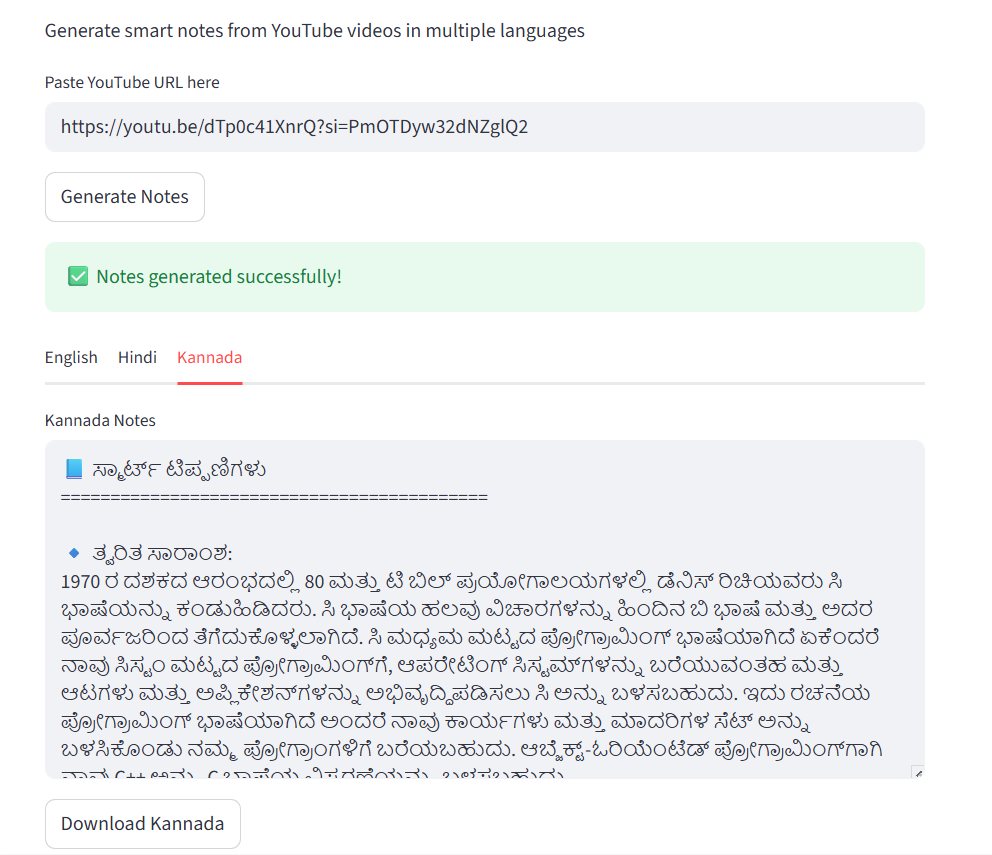 Generate smart notes from YouTube videos in multiple languages
Paste YouTube URL here
https://youtu.be/dTp0c41XnrQ?si=PmOTDyw32dNZglQ2
Generate Notes
✅ Notes generated successfully!
English Hindi Kannada
Kannada Notes
📘 ಸ್ಮಾರ್ಟ್ ಟಿಪ್ಪಣಿಗಳು
===========================================
🔹 ತ್ವರಿತ ಸಾರಾಂಶ:
1970 ರ ದಶಕದ ಆರಂಭದಲ್ಲಿ 80 ಮತ್ತು ಟಿ ಬಿಲ್ ಪ್ರಯೋಗಾಲಯಗಳಲ್ಲಿ ಡೆನಿಸ್ ರಿಚಿಯವರು ಸಿ
ಭಾಷೆಯನ್ನು ಕಂಡುಹಿಡಿದರು. ಸಿ ಭಾಷೆಯ ಹಲವು ವಿಚಾರಗಳನ್ನು ಹಿಂದಿನ ಬಿ ಭಾಷೆ ಮತ್ತು ಅದರ
ಪೂರ್ವಜರಿಂದ ತೆಗೆದುಕೊಳ್ಳಲಾಗಿದೆ. ಸಿ ಮಧ್ಯಮ ಮಟ್ಟದ ಪ್ರೋಗ್ರಾಮಿಂಗ್ ಭಾಷೆಯಾಗಿದೆ ಏಕೆಂದರೆ
ನಾವು ಸಿಸ್ಟಂ ಮಟ್ಟದ ಪ್ರೋಗ್ರಾಮಿಂಗ್‌ಗೆ, ಆಪರೇಟಿಂಗ್ ಸಿಸ್ಟಮ್‌ಗಳನ್ನು ಬರೆಯುವಂತಹ ಮತ್ತು
ಆಟಗಳು ಮತ್ತು ಅಪ್ಲಿಕೇಶನ್‌ಗಳನ್ನು ಅಭಿವೃದ್ಧಿಪಡಿಸಲು ಸಿ ಅನ್ನು ಬಳಸಬಹುದು. ಇದು ರಚನೆಯ
ಪ್ರೋಗ್ರಾಮಿಂಗ್ ಭಾಷೆಯಾಗಿದೆ ಅಂದರೆ ನಾವು ಕಾರ್ಯಗಳು ಮತ್ತು ಮಾದರಿಗಳ ಸೆಟ್ ಅನ್ನು
ಬಳಸಿಕೊಂಡು ನಮ್ಮ ಪ್ರೋಗ್ರಾಂಗಳಿಗೆ ಬರೆಯಬಹುದು. ಆಬ್ಜೆಕ್ಟ್-ಓರಿಯೆಂಟೆಡ್ ಪ್ರೋಗ್ರಾಮಿಂಗ್‌ಗಾಗಿ
ನಾವು C++ ಅನ್ನು C ಭಾಷೆಯ ವಿಸ್ತರಣೆಯನ್ನು ಬಳಸಬಹುದು
Download Kannada